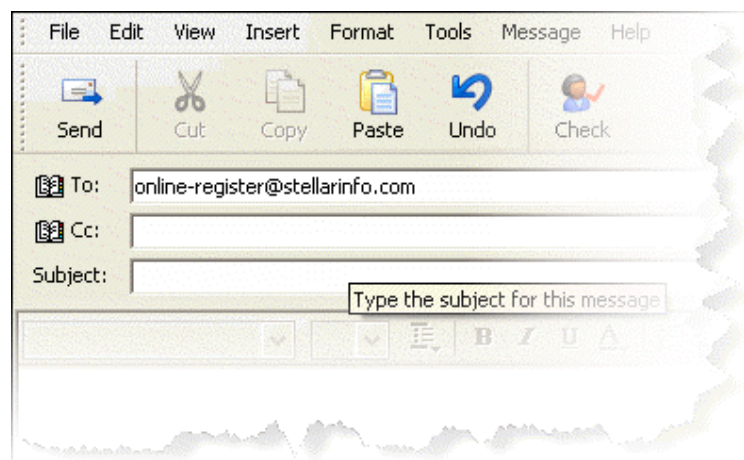 File Edit View Insert Format Tools Message Help
Send Cut Copy Paste Undo Check
To: online-register@stellarinfo.com
Cc:
Subject:
Type the subject for this message
B I U A